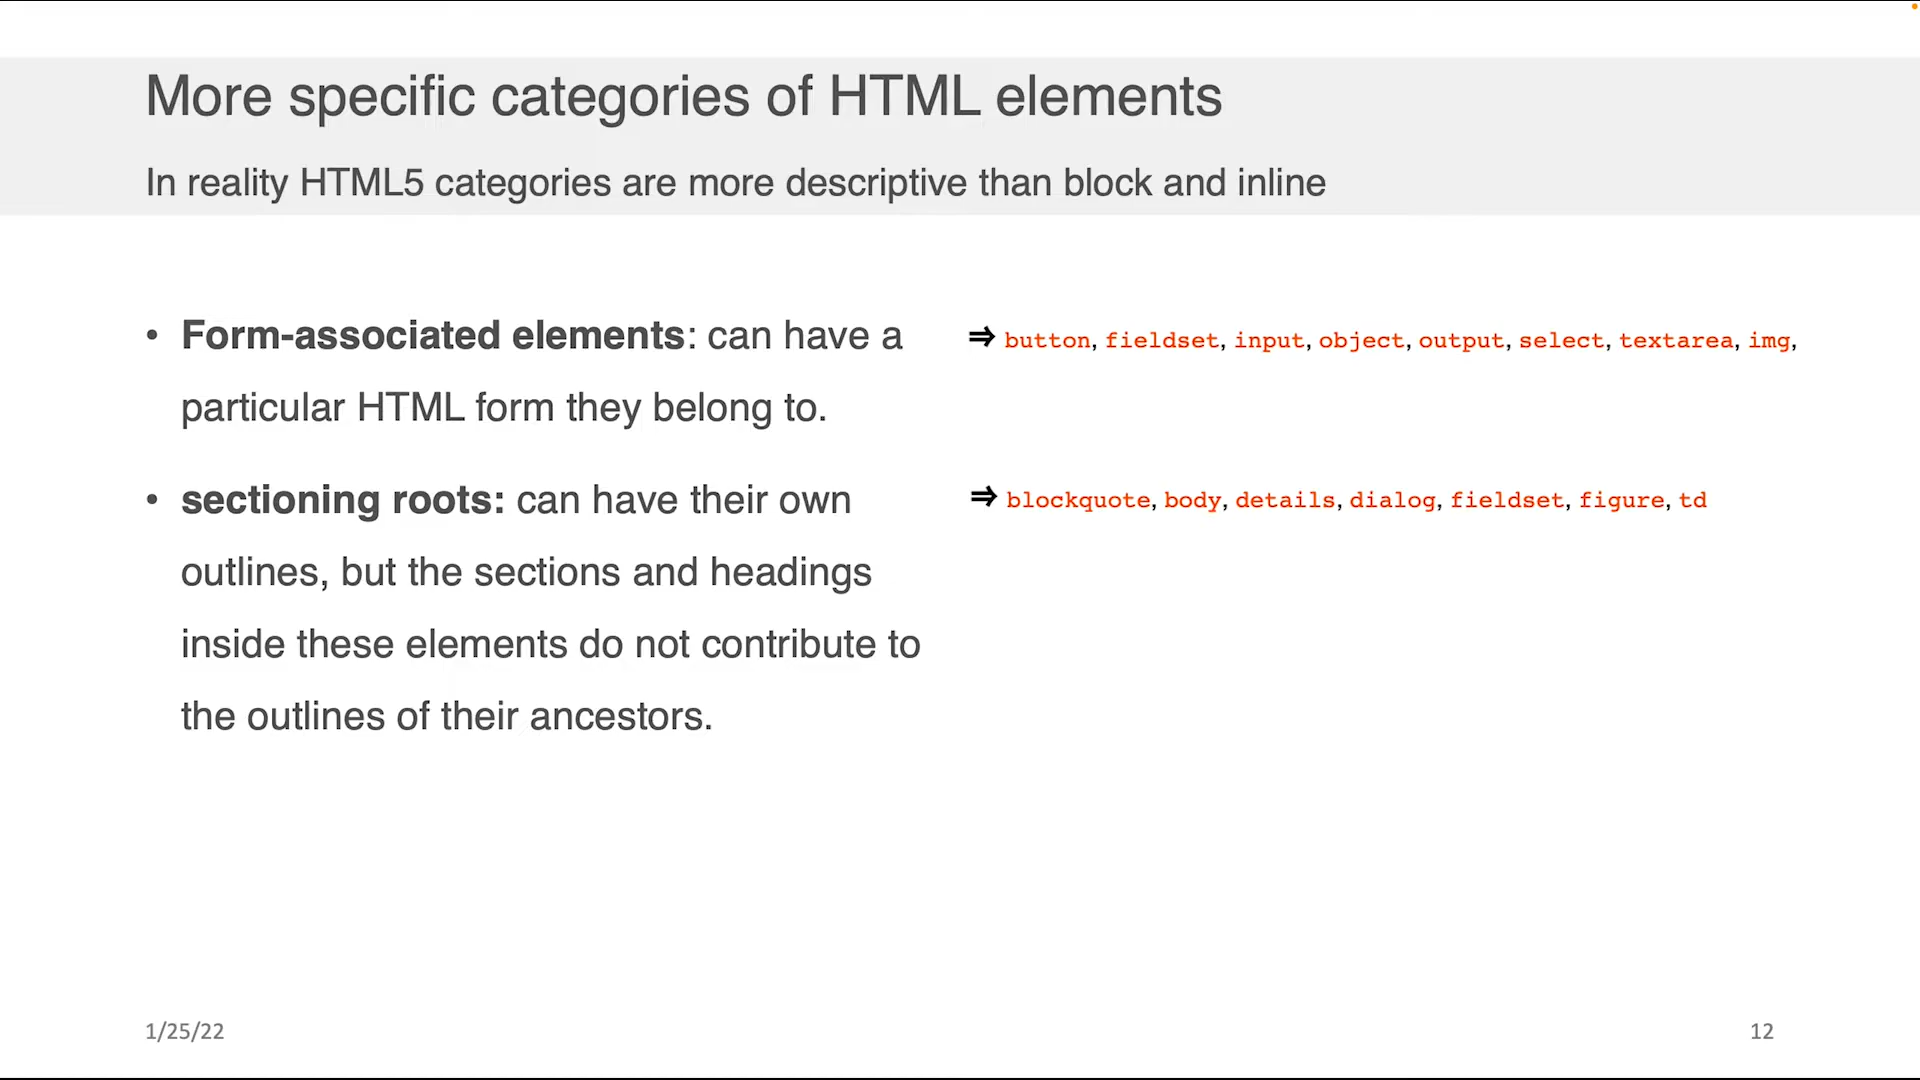 More specific categories of HTML elements
In reality HTML5 categories are more descriptive than block and inline
• Form-associated elements: can have a
particular HTML form they belong to.
⇒ button, fieldset, input, object, output, select, textarea, img,
• sectioning roots: can have their own
outlines, but the sections and headings
inside these elements do not contribute to
the outlines of their ancestors.
⇒ blockquote, body, details, dialog, fieldset, figure, td
1/25/22
12